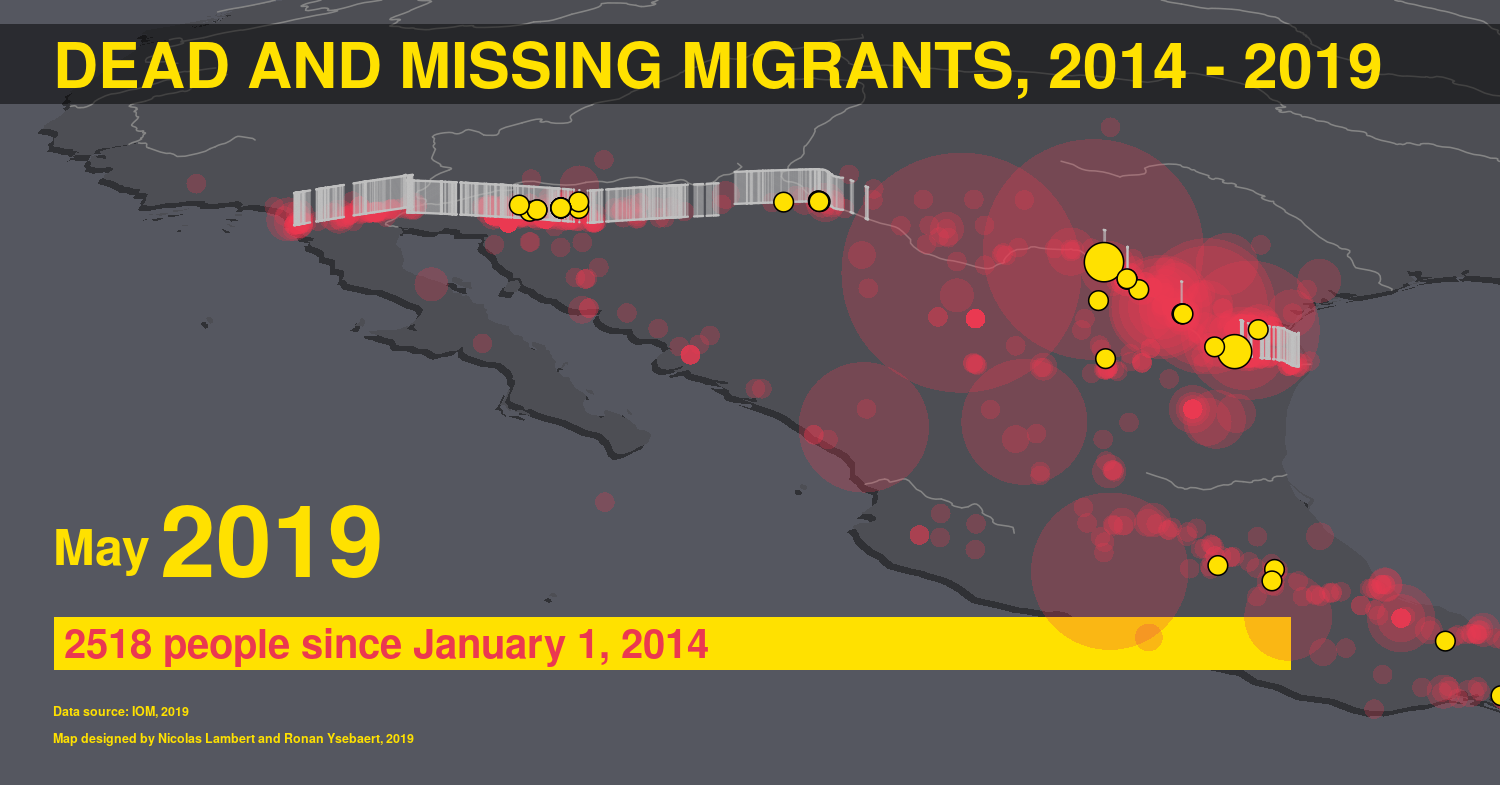 DEAD AND MISSING MIGRANTS, 2014 - 2019
May 2019
2518 people since January 1, 2014
Data source: IOM, 2019
Map designed by Nicolas Lambert and Ronan Ysebaert, 2019